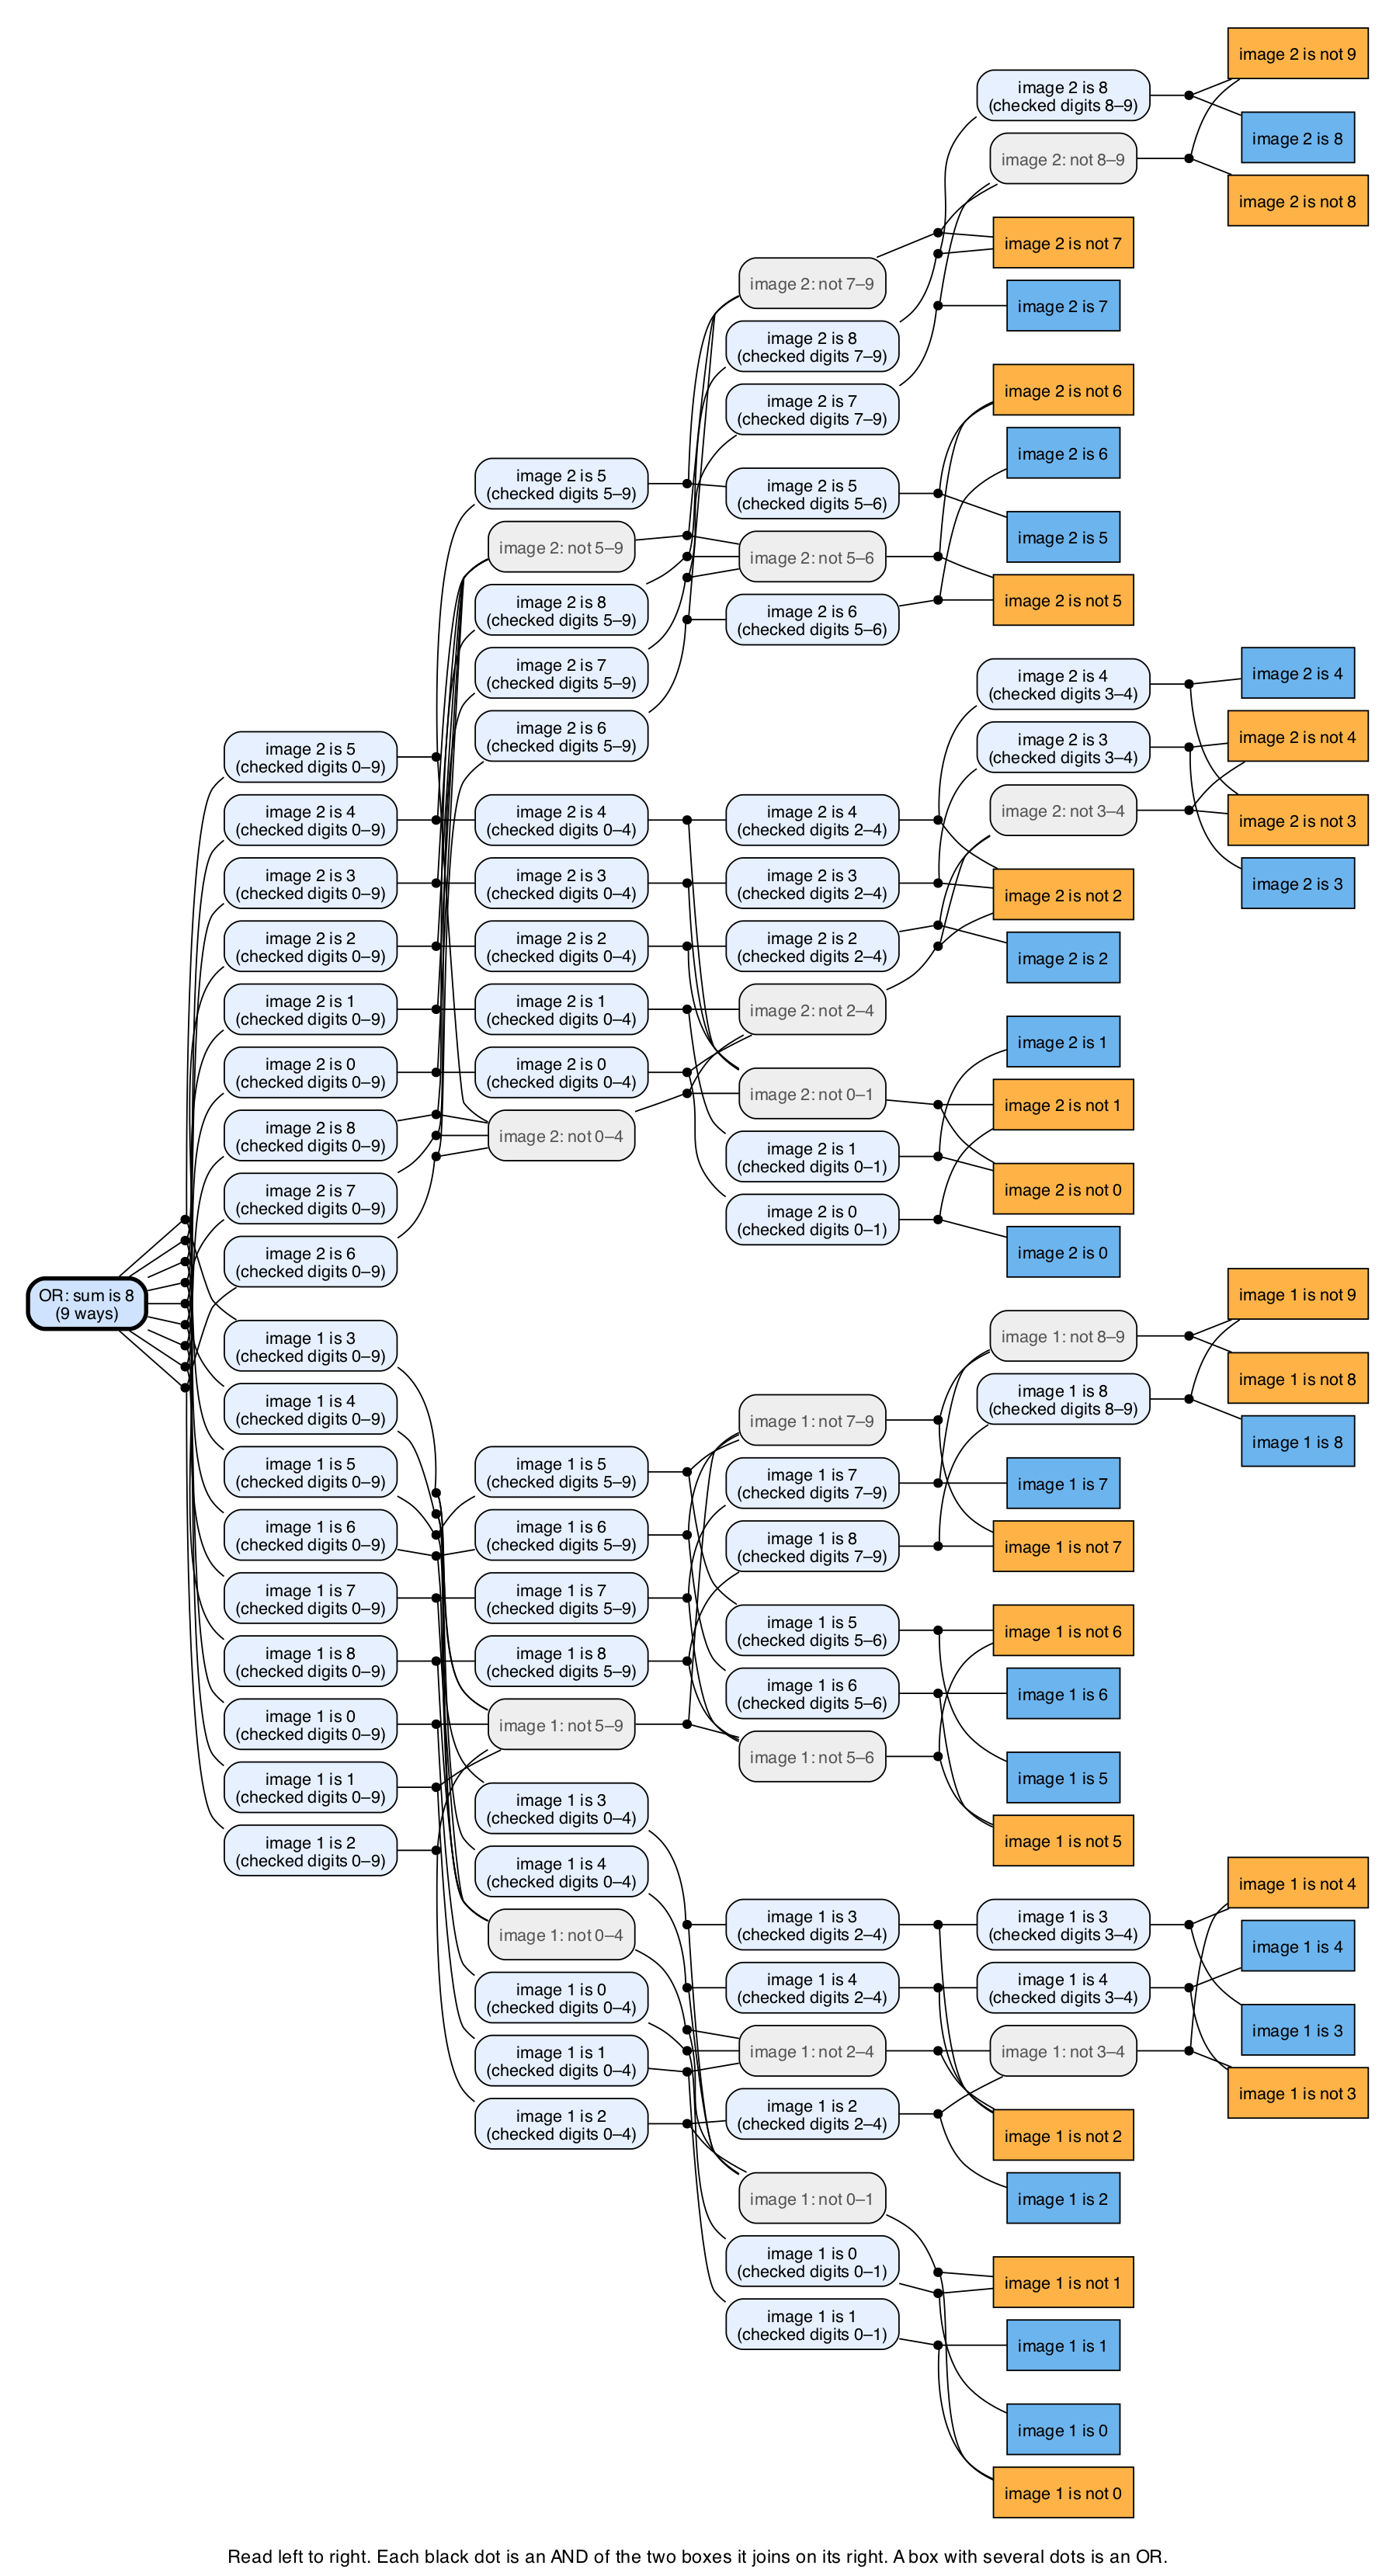 OR: sum is 8
(9 ways)
image 2 is 5
(checked digits 0–9)
image 2 is 4
(checked digits 0–9)
image 2 is 3
(checked digits 0–9)
image 2 is 2
(checked digits 0–9)
image 2 is 1
(checked digits 0–9)
image 2 is 0
(checked digits 0–9)
image 2 is 8
(checked digits 0–9)
image 2 is 7
(checked digits 0–9)
image 2 is 6
(checked digits 0–9)
image 1 is 3
(checked digits 0–9)
image 1 is 4
(checked digits 0–9)
image 1 is 5
(checked digits 0–9)
image 1 is 6
(checked digits 0–9)
image 1 is 7
(checked digits 0–9)
image 1 is 8
(checked digits 0–9)
image 1 is 0
(checked digits 0–9)
image 1 is 1
(checked digits 0–9)
image 1 is 2
(checked digits 0–9)
image 2 is 5
(checked digits 5–9)
image 2: not 5–9
image 2 is 8
(checked digits 5–9)
image 2 is 7
(checked digits 5–9)
image 2 is 6
(checked digits 5–9)
image 2 is 4
(checked digits 0–4)
image 2 is 3
(checked digits 0–4)
image 2 is 2
(checked digits 0–4)
image 2 is 1
(checked digits 0–4)
image 2 is 0
(checked digits 0–4)
image 2: not 0–4
image 1 is 5
(checked digits 5–9)
image 1 is 6
(checked digits 5–9)
image 1 is 7
(checked digits 5–9)
image 1 is 8
(checked digits 5–9)
image 1: not 5–9
image 1 is 3
(checked digits 0–4)
image 1 is 4
(checked digits 0–4)
image 1: not 0–4
image 1 is 0
(checked digits 0–4)
image 1 is 1
(checked digits 0–4)
image 1 is 2
(checked digits 0–4)
image 2: not 7–9
image 2 is 8
(checked digits 7–9)
image 2 is 7
(checked digits 7–9)
image 2 is 5
(checked digits 5–6)
image 2: not 5–6
image 2 is 6
(checked digits 5–6)
image 2 is 4
(checked digits 2–4)
image 2 is 3
(checked digits 2–4)
image 2 is 2
(checked digits 2–4)
image 2: not 2–4
image 2: not 0–1
image 2 is 1
(checked digits 0–1)
image 2 is 0
(checked digits 0–1)
image 1: not 7–9
image 1 is 7
(checked digits 7–9)
image 1 is 8
(checked digits 7–9)
image 1 is 5
(checked digits 5–6)
image 1 is 6
(checked digits 5–6)
image 1: not 5–6
image 1 is 3
(checked digits 2–4)
image 1 is 4
(checked digits 2–4)
image 1: not 2–4
image 1 is 2
(checked digits 2–4)
image 1: not 0–1
image 1 is 0
(checked digits 0–1)
image 1 is 1
(checked digits 0–1)
image 2 is 8
(checked digits 8–9)
image 2: not 8–9
image 2 is not 7
image 2 is 7
image 2 is not 6
image 2 is 6
image 2 is 5
image 2 is not 5
image 2 is 4
(checked digits 3–4)
image 2 is 3
(checked digits 3–4)
image 2: not 3–4
image 2 is not 2
image 2 is 2
image 2 is 1
image 2 is not 1
image 2 is not 0
image 2 is 0
image 1: not 8–9
image 1 is 8
(checked digits 8–9)
image 1 is 7
image 1 is not 7
image 1 is not 6
image 1 is 6
image 1 is 5
image 1 is not 5
image 1 is 3
(checked digits 3–4)
image 1 is 4
(checked digits 3–4)
image 1: not 3–4
image 1 is not 2
image 1 is 2
image 1 is not 1
image 1 is 1
image 1 is 0
image 1 is not 0
image 2 is not 9
image 2 is 8
image 2 is not 8
image 2 is 4
image 2 is not 4
image 2 is not 3
image 2 is 3
image 1 is not 9
image 1 is not 8
image 1 is 8
image 1 is not 4
image 1 is 4
image 1 is 3
image 1 is not 3
Read left to right. Each black dot is an AND of the two boxes it joins on its right. A box with several dots is an OR.